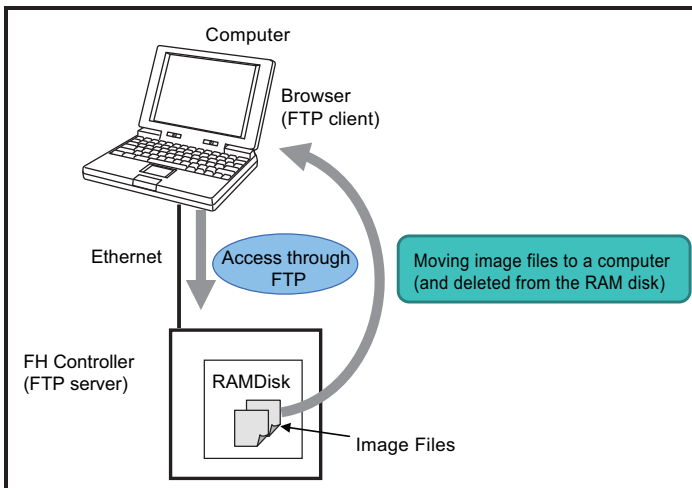 Computer
Browser
(FTP client)
Ethernet
Access through
FTP
Moving image files to a computer
(and deleted from the RAM disk)
FH Controller
(FTP server)
RAMDisk
Image Files